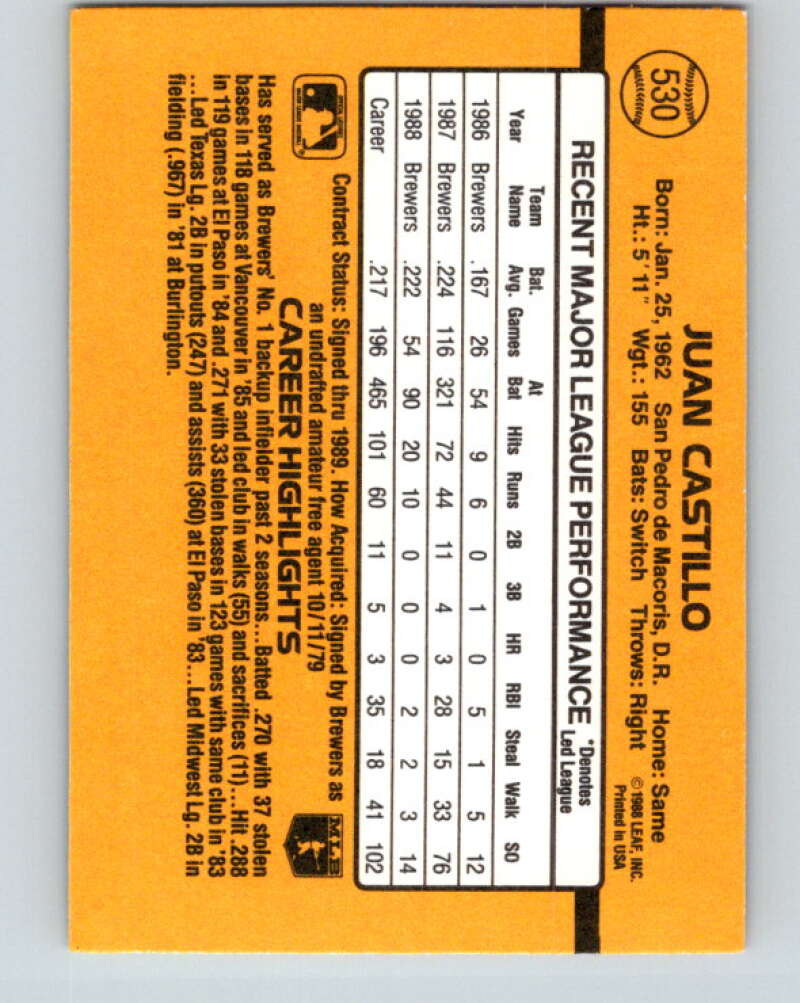 530
JUAN CASTILLO
Born: Jan. 25, 1962 San Pedro de Macoris, D.R. Home: Same
Ht.: 5'11" Wgt.: 155 Bats: Switch Throws: Right
©1988 LEAF, INC.
Printed in USA
RECENT MAJOR LEAGUE PERFORMANCE *Denotes
Led League
Year Team Name Bat. Avg. Games At Bat Hits Runs 2B 3B HR RBI Steal Walk SO
1986 Brewers .167 26 54 9 6 0 1 0 5 1 5 12
1987 Brewers .224 116 321 72 44 11 4 3 28 15 33 76
1988 Brewers .222 54 90 20 10 0 0 0 2 2 3 14
Career .217 196 465 101 60 11 5 3 35 18 41 102
Contract Status: Signed thru 1989. How Acquired: Signed by Brewers as
an undrafted amateur free agent 10/11/79
MLB
CAREER HIGHLIGHTS
Has served as Brewers' No. 1 backup infielder past 2 seasons...Batted .270 with 37 stolen
bases in 118 games at Vancouver in '85 and led club in walks (55) and sacrifices (11)...Hit .288
in 119 games at El Paso in '84 and .271 with 33 stolen bases in 123 games with same club in '83
...Led Texas Lg. 2B in putouts (247) and assists (360) at El Paso in '83...Led Midwest Lg. 2B in
fielding (.967) in '81 at Burlington.